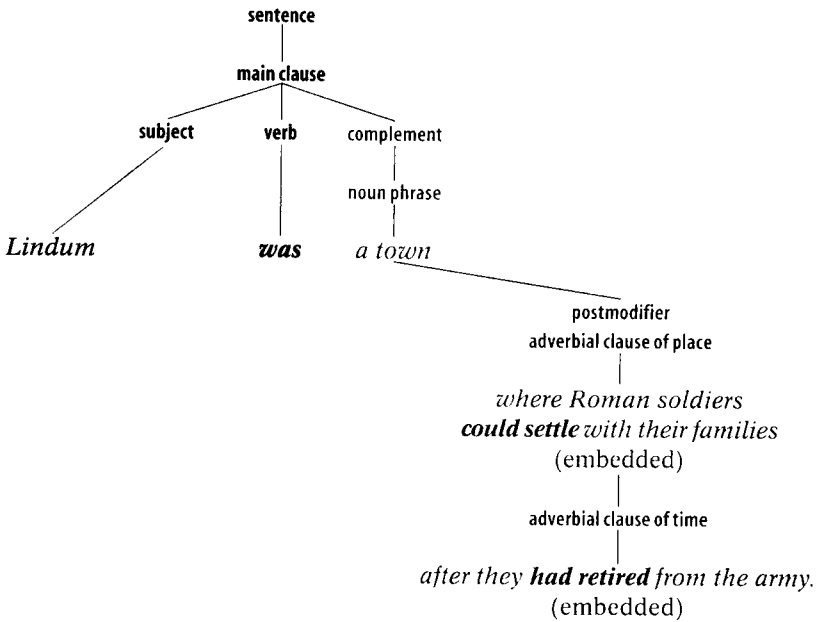 sentence
main clause
subject verb complement
noun phrase
Lindum was a town
postmodifier
adverbial clause of place
where Roman soldiers
could settle with their families
(embedded)
adverbial clause of time
after they had retired from the army.
(embedded)